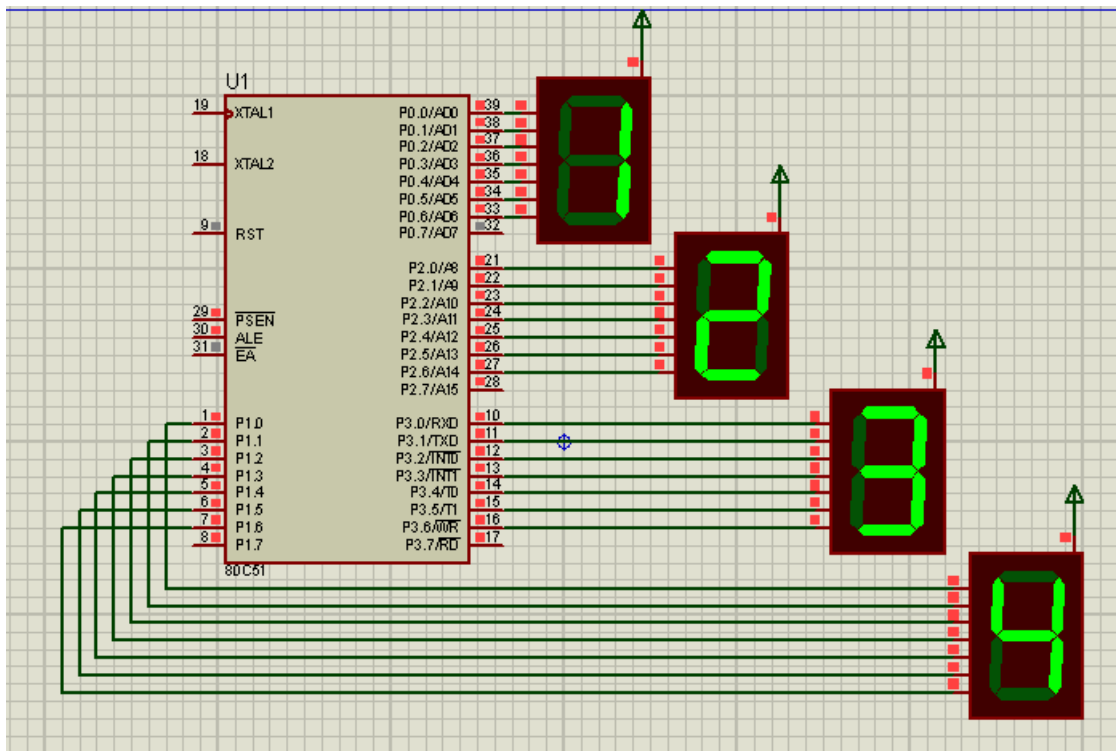 U1
19 XTAL1
18 XTAL2
9 RST
29 PSEN
30 ALE
31 EA
1 P1.0
2 P1.1
3 P1.2
4 P1.3
5 P1.4
6 P1.5
7 P1.6
8 P1.7
P0.0/AD0 39
P0.1/AD1 38
P0.2/AD2 37
P0.3/AD3 36
P0.4/AD4 35
P0.5/AD5 34
P0.6/AD6 33
P0.7/AD7 32
P2.0/A8 21
P2.1/A9 22
P2.2/A10 23
P2.3/A11 24
P2.4/A12 25
P2.5/A13 26
P2.6/A14 27
P2.7/A15 28
P3.0/RXD 10
P3.1/TXD 11
P3.2/INT0 12
P3.3/INT1 13
P3.4/T0 14
P3.5/T1 15
P3.6/WR 16
P3.7/RD 17
80C51
1
2
3
4